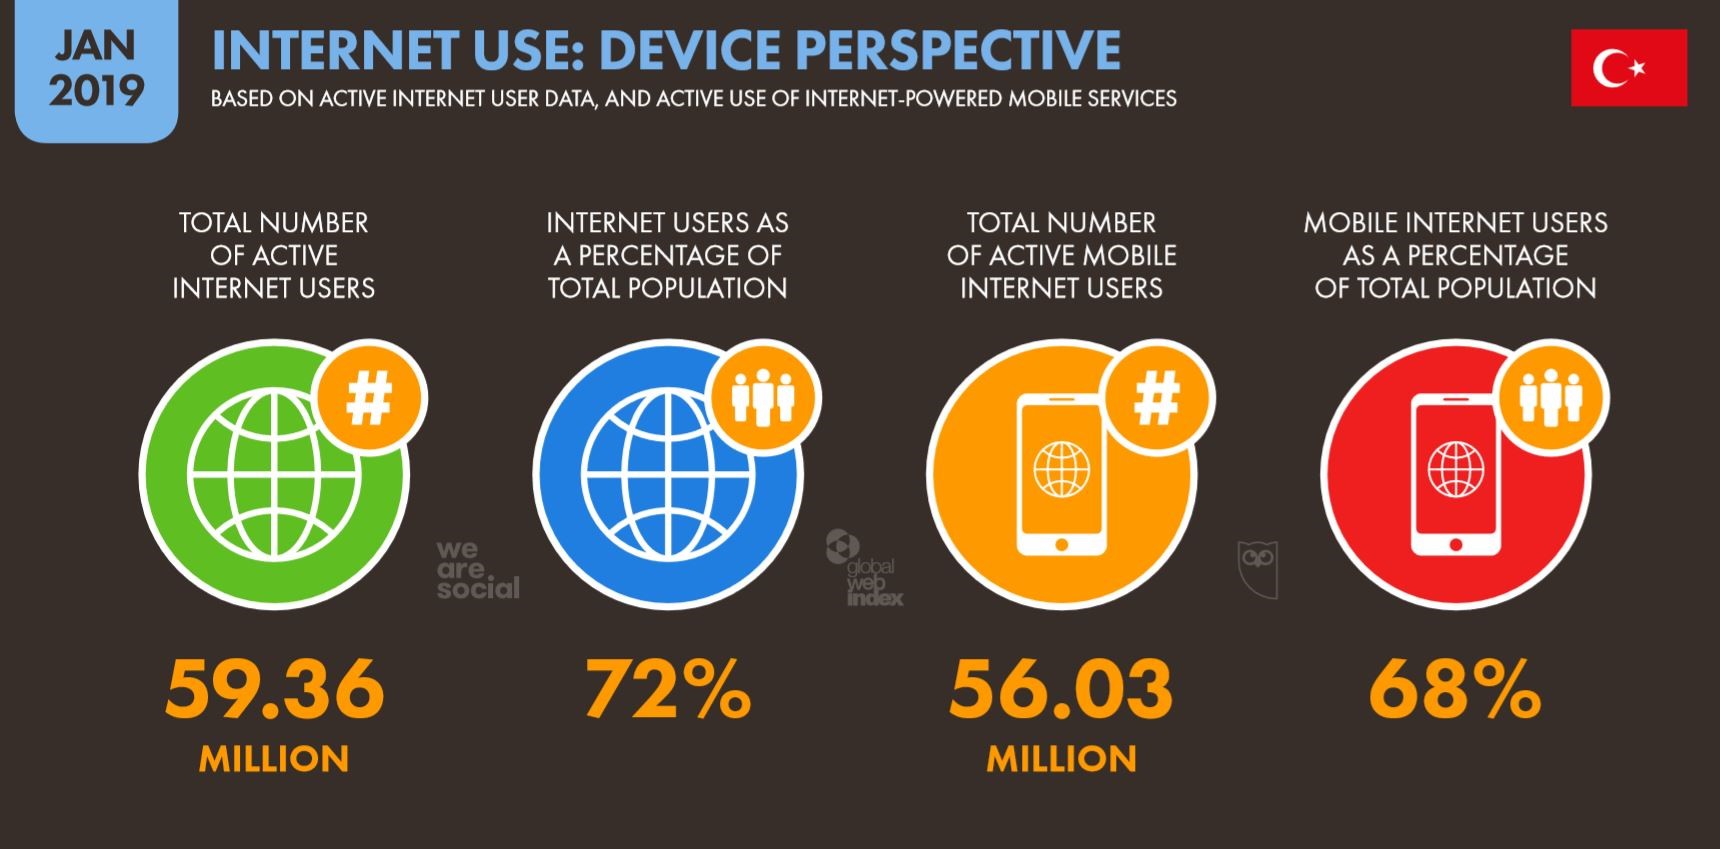 JAN
2019
INTERNET USE: DEVICE PERSPECTIVE
BASED ON ACTIVE INTERNET USER DATA, AND ACTIVE USE OF INTERNET-POWERED MOBILE SERVICES
TOTAL NUMBER
OF ACTIVE
INTERNET USERS
#
59.36
MILLION
INTERNET USERS AS
A PERCENTAGE OF
TOTAL POPULATION
72%
TOTAL NUMBER
OF ACTIVE MOBILE
INTERNET USERS
#
56.03
MILLION
MOBILE INTERNET USERS
AS A PERCENTAGE
OF TOTAL POPULATION
68%
we
are
social
global
web
index